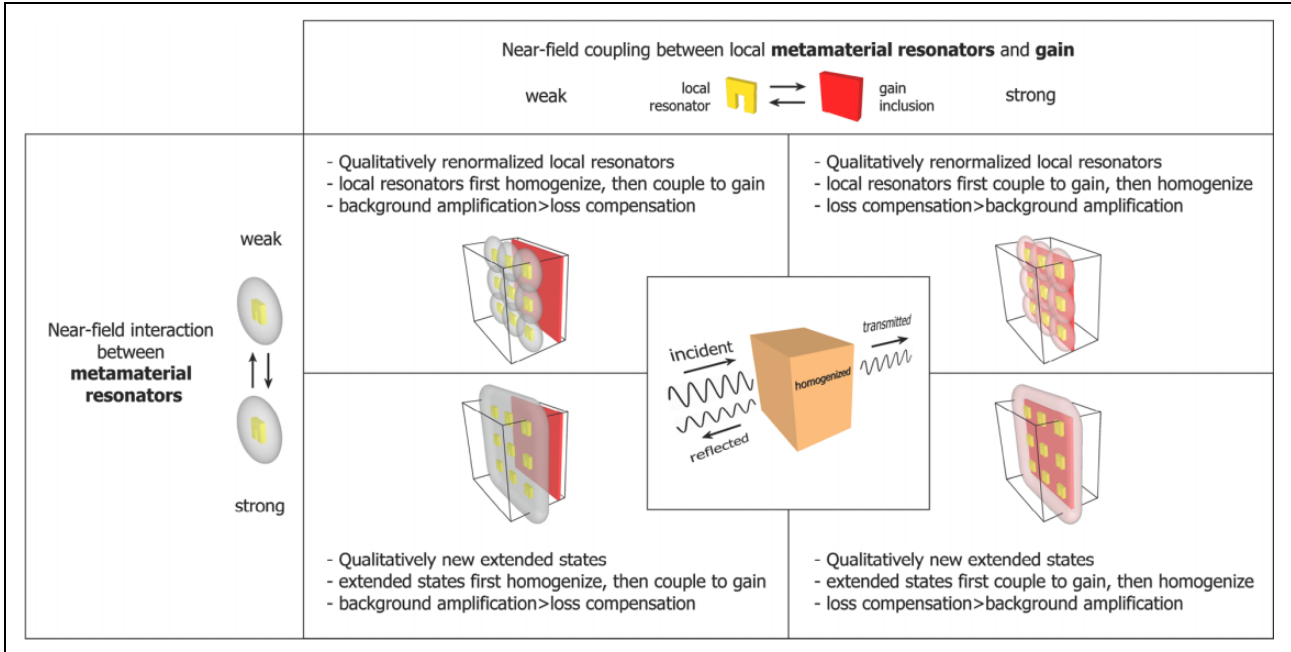 Near-field coupling between local metamaterial resonators and gain
weak
local
resonator
gain
inclusion
strong
- Qualitatively renormalized local resonators
- local resonators first homogenize, then couple to gain
- background amplification>loss compensation
- Qualitatively renormalized local resonators
- local resonators first couple to gain, then homogenize
- loss compensation>background amplification
weak
Near-field interaction
between
metamaterial
resonators
strong
incident
reflected
homogenized
transmitted
- Qualitatively new extended states
- extended states first homogenize, then couple to gain
- background amplification>loss compensation
- Qualitatively new extended states
- extended states first couple to gain, then homogenize
- loss compensation>background amplification